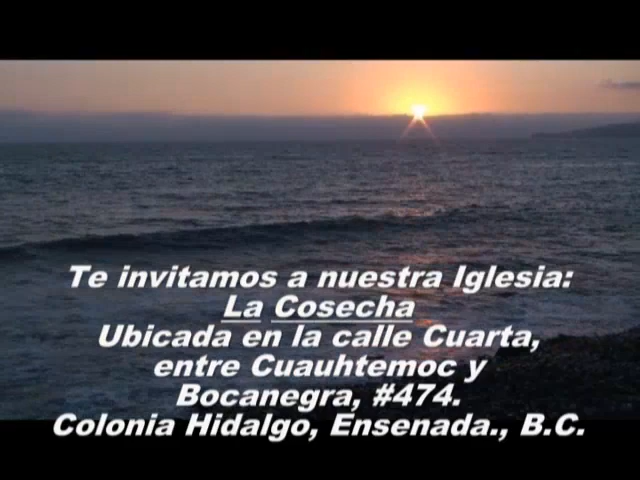 Te invitamos a nuestra Iglesia:
La Cosecha
Ubicada en la calle Cuarta,
entre Cuauhtemoc y
Bocanegra, #474.
Colonia Hidalgo, Ensenada., B.C.